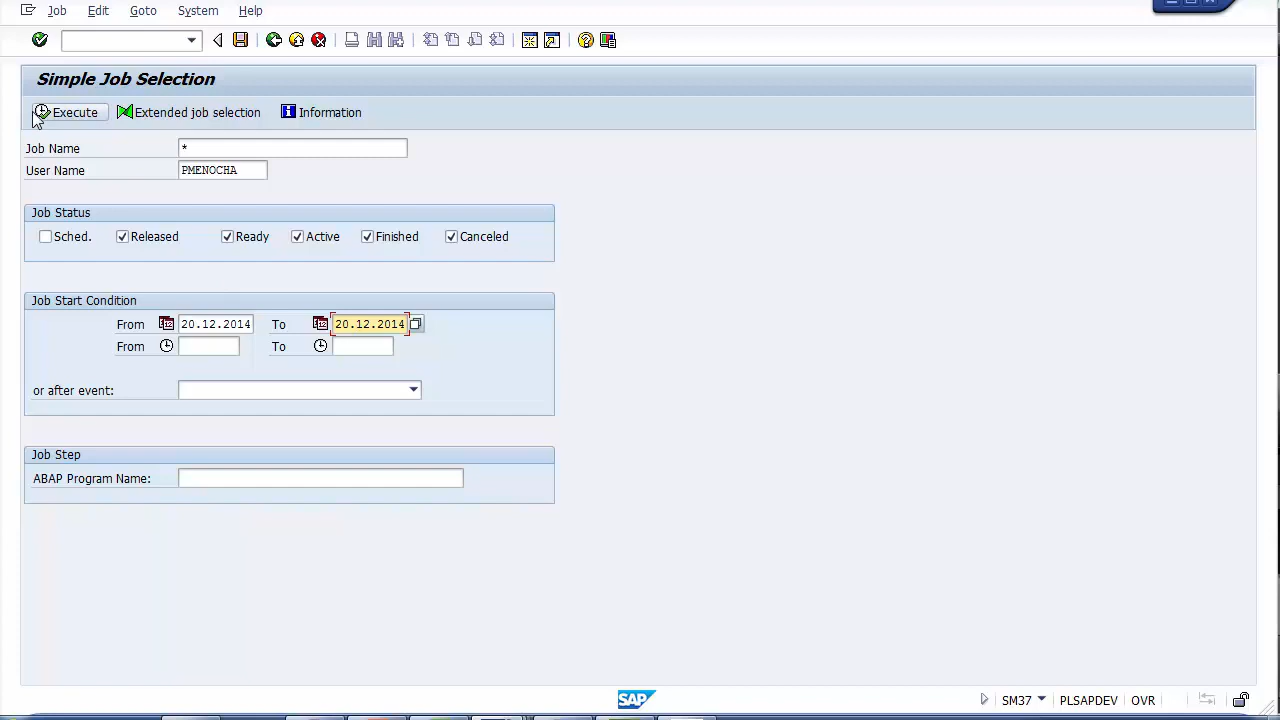 Job Edit Goto System Help
Simple Job Selection
Execute Extended job selection Information
Job Name *
User Name PMENOCHA
Job Status
Sched. Released Ready Active Finished Canceled
Job Start Condition
From 20.12.2014 To 20.12.2014
From To
or after event:
Job Step
ABAP Program Name:
SAP SM37 PLSAPDEV OVR